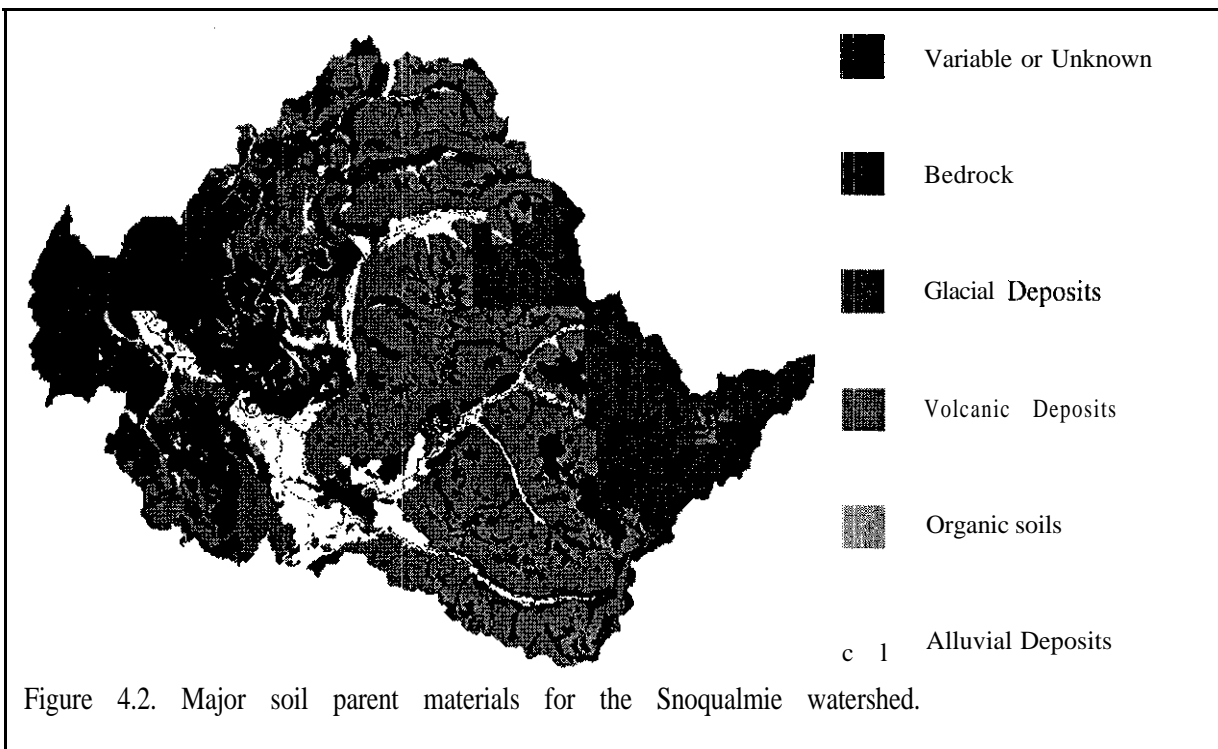 Variable or Unknown
Bedrock
Glacial Deposits
Volcanic Deposits
Organic soils
c l Alluvial Deposits
Figure 4.2. Major soil parent materials for the Snoqualmie watershed.